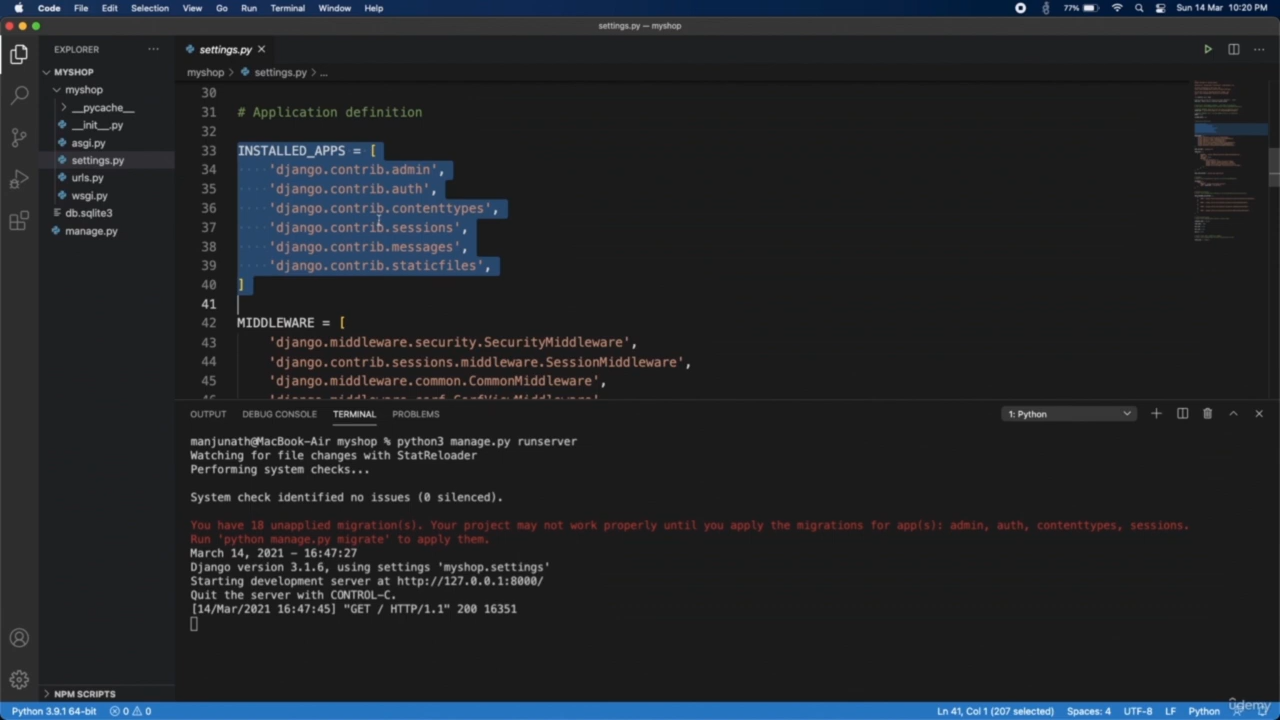 Code File Edit Selection View Go Run Terminal Window Help 77% Sun 14 Mar 10:20 PM
settings.py — myshop
EXPLORER
settings.py
MYSHOP
myshop > settings.py > ...
myshop
__pycache__
__init__.py
asgi.py
settings.py
urls.py
wsgi.py
db.sqlite3
manage.py
30
31 # Application definition
32
33 INSTALLED_APPS = [
34 'django.contrib.admin',
35 'django.contrib.auth',
36 'django.contrib.contenttypes',
37 'django.contrib.sessions',
38 'django.contrib.messages',
39 'django.contrib.staticfiles',
40 ]
41
42 MIDDLEWARE = [
43 'django.middleware.security.SecurityMiddleware',
44 'django.contrib.sessions.middleware.SessionMiddleware',
45 'django.middleware.common.CommonMiddleware',
OUTPUT DEBUG CONSOLE TERMINAL PROBLEMS 1: Python
manjunath@MacBook-Air myshop % python3 manage.py runserver
Watching for file changes with StatReloader
Performing system checks...
System check identified no issues (0 silenced).
You have 18 unapplied migration(s). Your project may not work properly until you apply the migrations for app(s): admin, auth, contenttypes, sessions.
Run 'python manage.py migrate' to apply them.
March 14, 2021 - 16:47:27
Django version 3.1.6, using settings 'myshop.settings'
Starting development server at http://127.0.0.1:8000/
Quit the server with CONTROL-C.
[14/Mar/2021 16:47:45] "GET / HTTP/1.1" 200 16351
NPM SCRIPTS
Python 3.9.1 64-bit 0 0 Ln 41, Col 1 (207 selected) Spaces: 4 UTF-8 LF Python
udemy